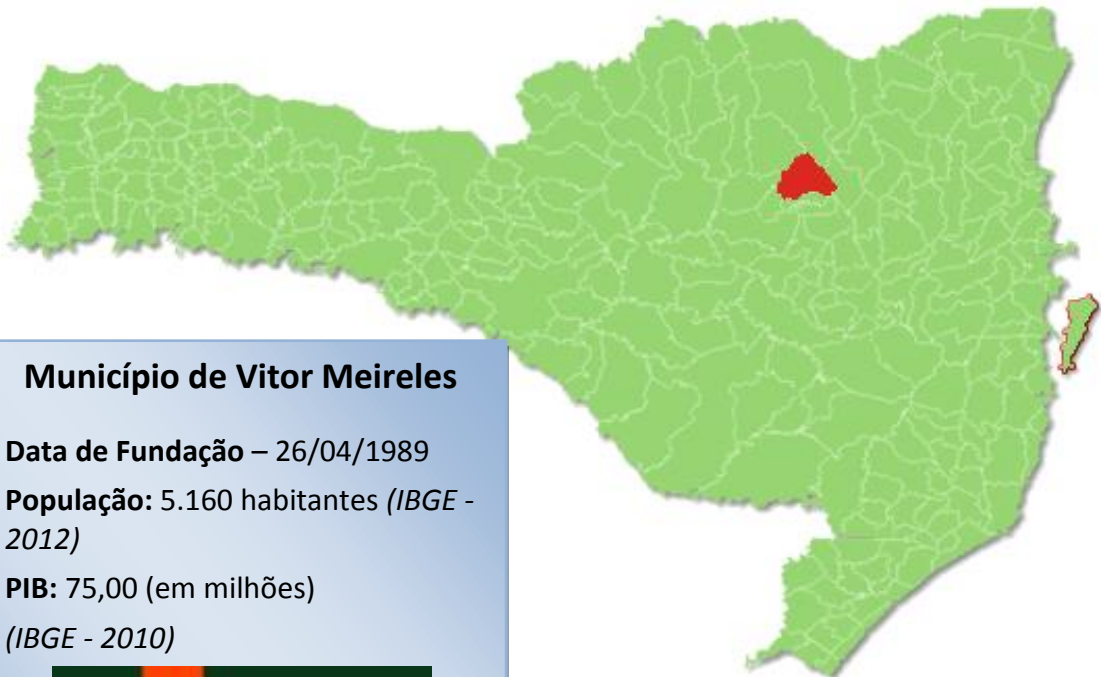 Município de Vitor Meireles
Data de Fundação – 26/04/1989
População: 5.160 habitantes (IBGE -
2012)
PIB: 75,00 (em milhões)
(IBGE - 2010)